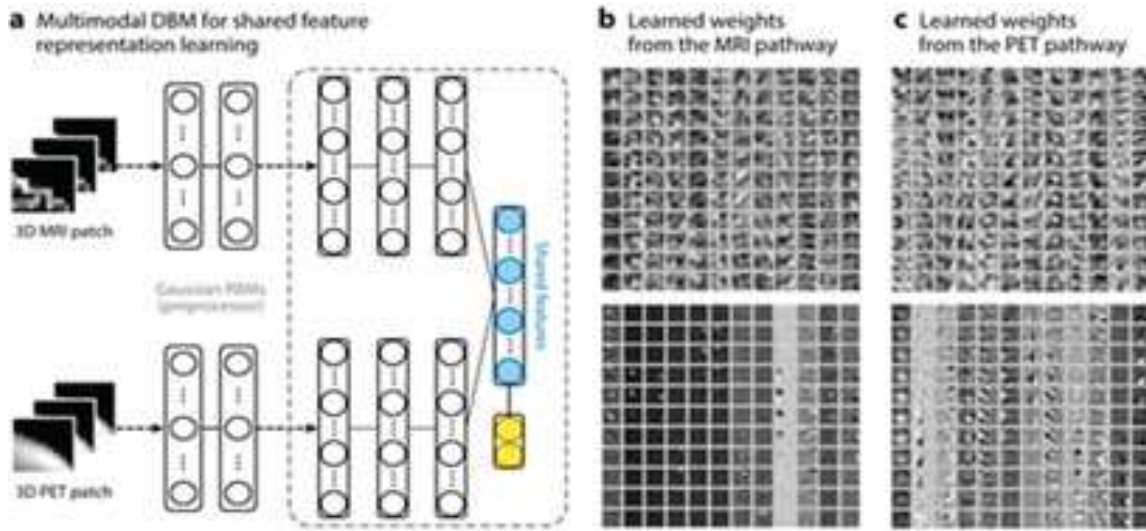 a Multimodal DBM for shared feature
representation learning
b Learned weights
from the MRI pathway
c Learned weights
from the PET pathway
3D MRI patch
Gaussian RBMs
(preprocessor)
Shared features
3D PET patch